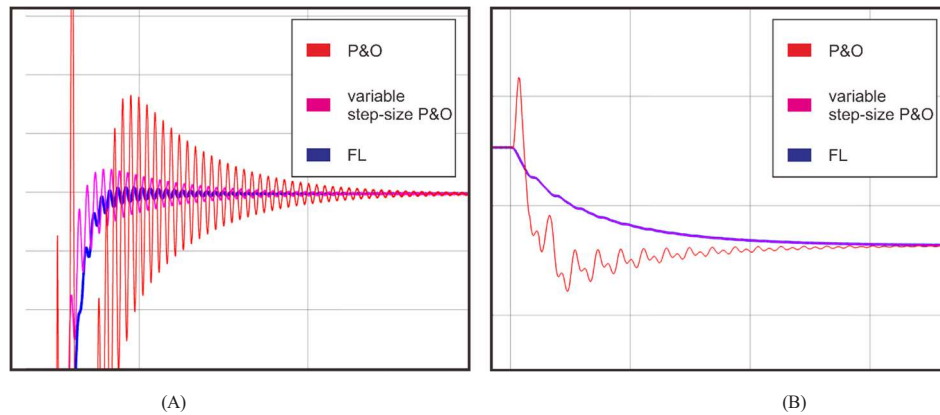 P&O
variable
step-size P&O
FL
P&O
variable
step-size P&O
FL
(A)
(B)